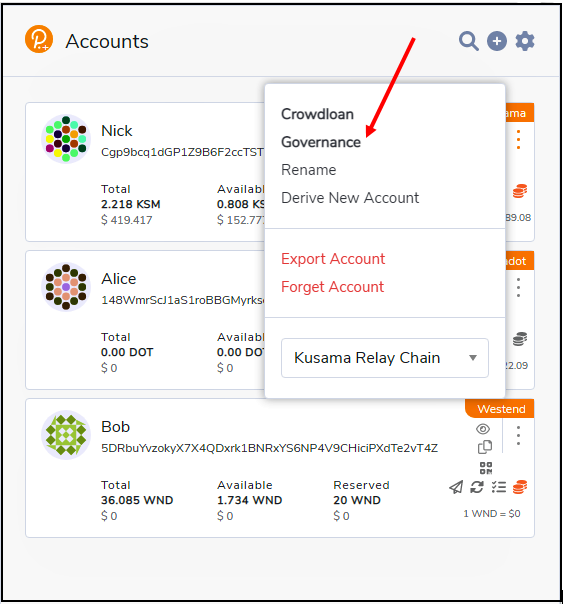 Accounts
ama
Nick
Cgp9bcq1dGP1Z9B6F2ccTST
Total
2.218 KSM
$ 419.417
Availabl
0.808 KS
$ 152.77
89.08
Crowdloan
Governance
Rename
Derive New Account
Export Account
Forget Account
Kusama Relay Chain
dot
Alice
148WmrScJ1aS1roBBGMyrks
Total
0.00 DOT
$ 0
Availabl
0.00 DO
$ 0
22.09
Westend
Bob
5DRbuYvzokyX7X4QDxrk1BNRxYS6NP4V9CHiciPXdTe2vT4Z
Total Available Reserved
36.085 WND 1.734 WND 20 WND
$ 0 $ 0 $ 0
1 WND = $0